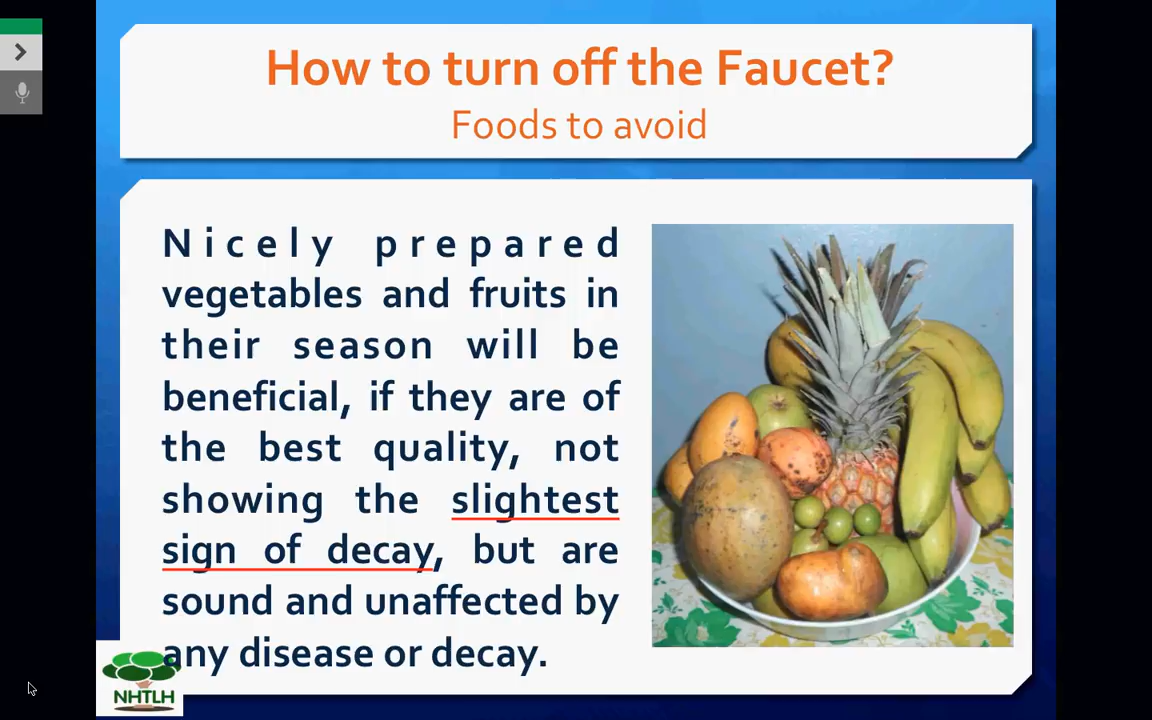 How to turn off the Faucet?
Foods to avoid
Nicely prepared
vegetables and fruits in
their season will be
beneficial, if they are of
the best quality, not
showing the slightest
sign of decay, but are
sound and unaffected by
any disease or decay.
NHTLH